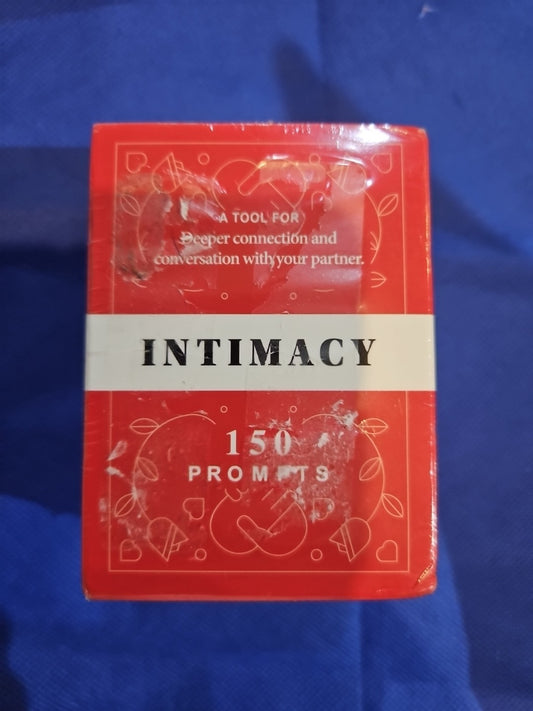 A TOOL FOR
Deeper connection and
conversation with your partner.
INTIMACY
150
PROMPTS